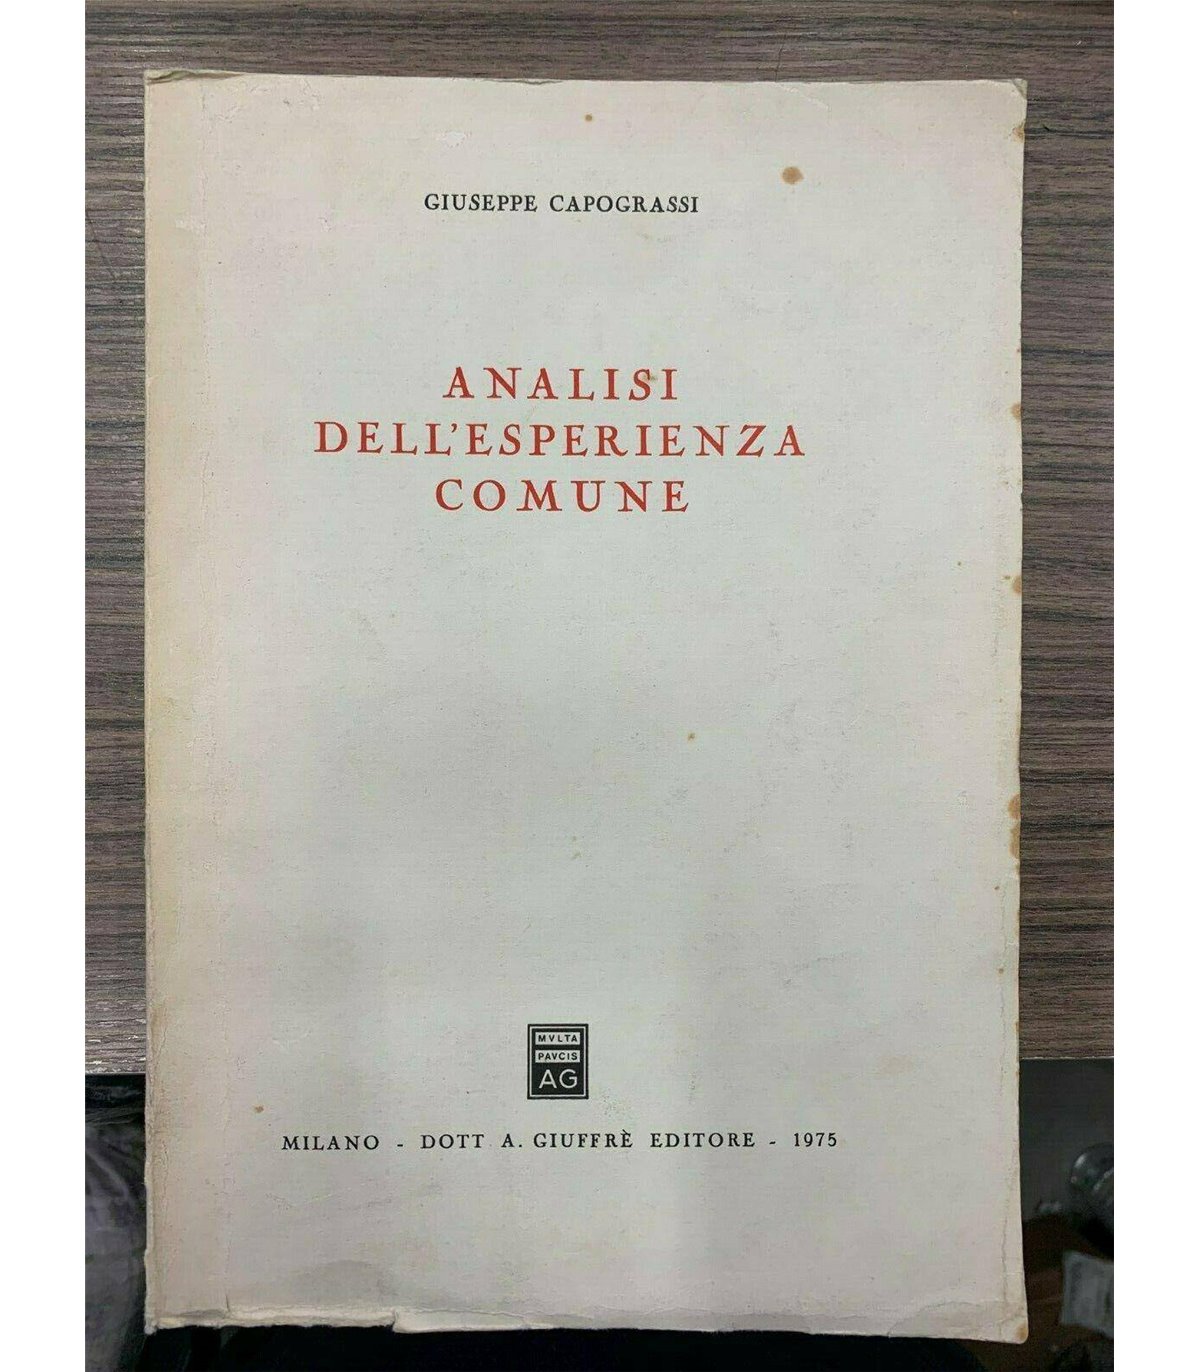 GIUSEPPE CAPOGRASSI
ANALISI
DELL'ESPERIENZA
COMUNE
MVLTA
PAVCIS
AG
MILANO - DOTT A. GIUFFRÈ EDITORE - 1975